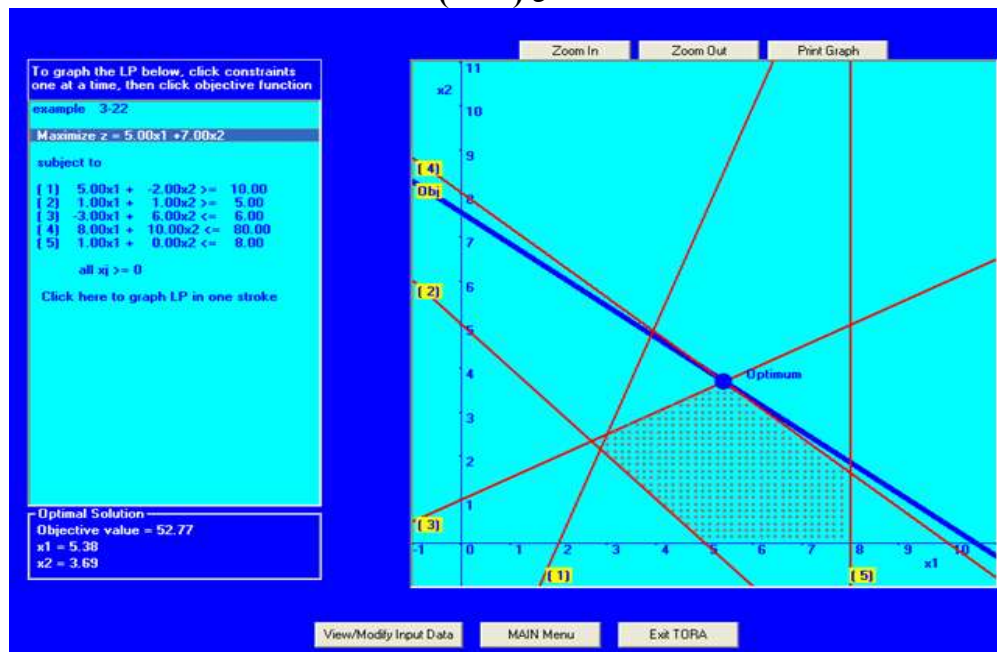 Zoom In Zoom Out Print Graph
To graph the LP below, click constraints
one at a time, then click objective function
example 3-22
Maximize z = 5.00x1 +7.00x2
subject to
( 1) 5.00x1 + -2.00x2 >= 10.00
( 2) 1.00x1 + 1.00x2 >= 5.00
( 3) -3.00x1 + 6.00x2 <= 6.00
( 4) 8.00x1 + 10.00x2 <= 80.00
( 5) 1.00x1 + 0.00x2 <= 8.00
all xj >= 0
Click here to graph LP in one stroke
Optimal Solution
Objective value = 52.77
x1 = 5.38
x2 = 3.69
x2
11
10
9
( 4)
Obj
8
7
( 2)
6
5
4
Optimum
3
2
1
( 3)
-1 0 1 2 3 4 5 6 7 8 9 10
x1
( 1) ( 5)
View/Modify Input Data MAIN Menu Exit TORA